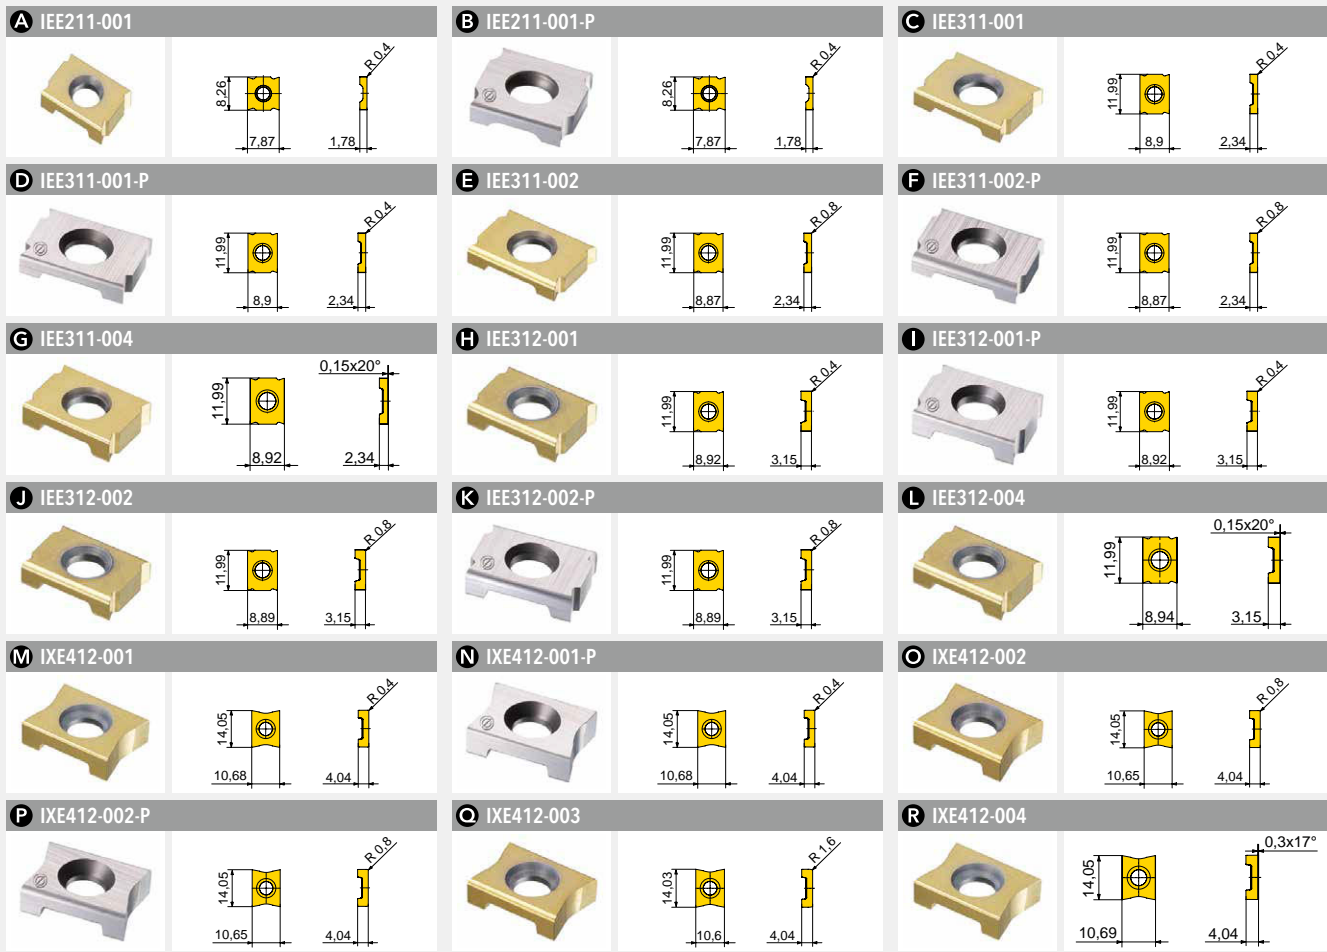 A IEE211-001
8,26
7,87
1,78
R 0,4
B IEE211-001-P
8,26
7,87
1,78
R 0,4
C IEE311-001
11,99
8,9
2,34
R 0,4
D IEE311-001-P
11,99
8,9
2,34
R 0,4
E IEE311-002
11,99
8,87
2,34
R 0,8
F IEE311-002-P
11,99
8,87
2,34
R 0,8
G IEE311-004
11,99
8,92
2,34
0,15x20°
H IEE312-001
11,99
8,92
3,15
R 0,4
I IEE312-001-P
11,99
8,92
3,15
R 0,4
J IEE312-002
11,99
8,89
3,15
R 0,8
K IEE312-002-P
11,99
8,89
3,15
R 0,8
L IEE312-004
11,99
8,94
3,15
0,15x20°
M IXE412-001
14,05
10,68
4,04
R 0,4
N IXE412-001-P
14,05
10,68
4,04
R 0,4
O IXE412-002
14,05
10,65
4,04
R 0,8
P IXE412-002-P
14,05
10,65
4,04
R 0,8
Q IXE412-003
14,03
10,6
4,04
R 1,6
R IXE412-004
14,05
10,69
4,04
0,3x17°